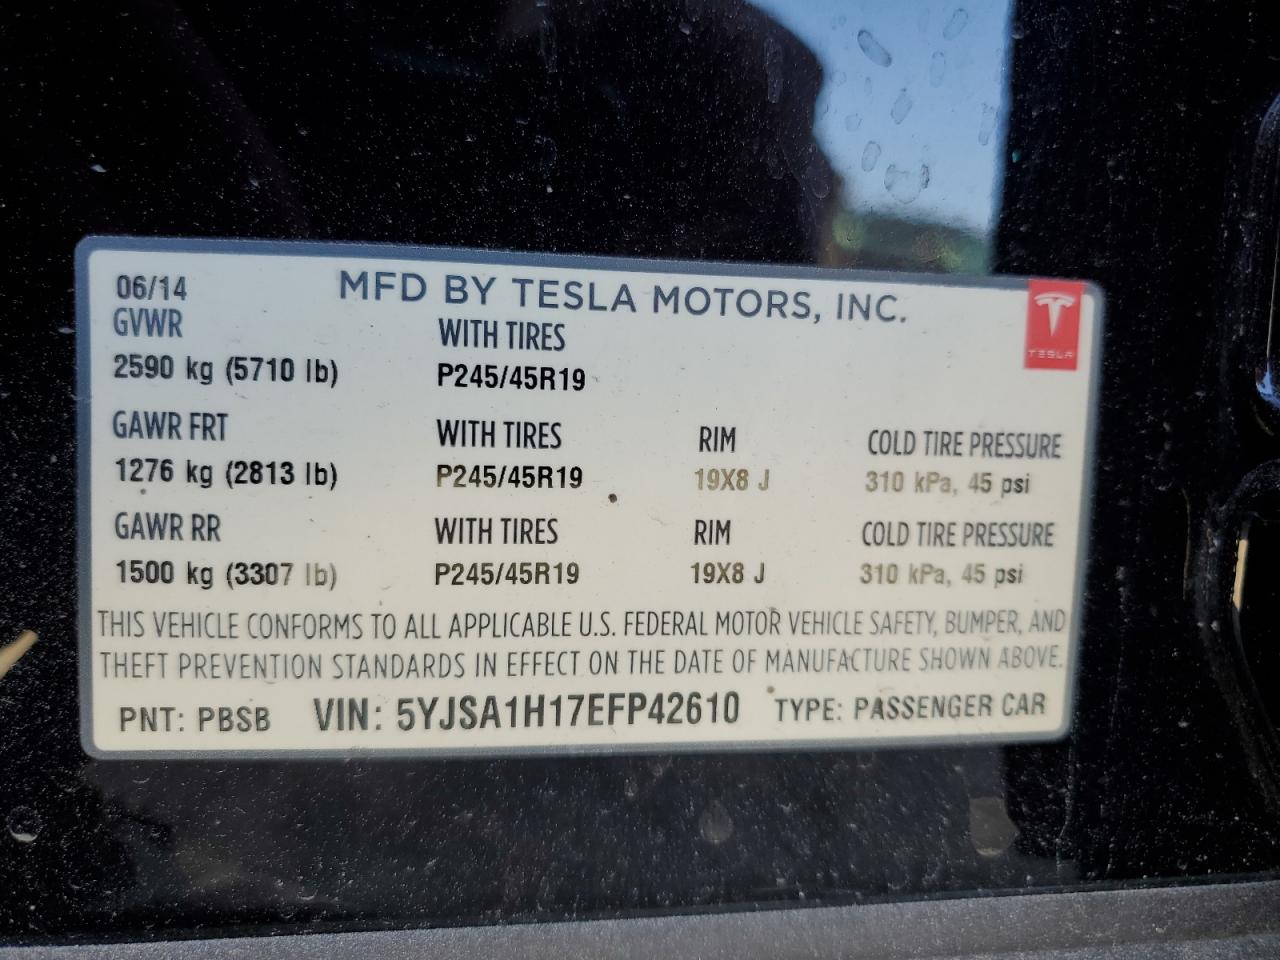 06/14 MFD BY TESLA MOTORS, INC.
TESLA
GVWR WITH TIRES
2590 kg (5710 lb) P245/45R19
GAWR FRT WITH TIRES RIM COLD TIRE PRESSURE
1276 kg (2813 lb) P245/45R19 19X8 J 310 kPa, 45 psi
GAWR RR WITH TIRES RIM COLD TIRE PRESSURE
1500 kg (3307 lb) P245/45R19 19X8 J 310 kPa, 45 psi
THIS VEHICLE CONFORMS TO ALL APPLICABLE U.S. FEDERAL MOTOR VEHICLE SAFETY, BUMPER, AND
THEFT PREVENTION STANDARDS IN EFFECT ON THE DATE OF MANUFACTURE SHOWN ABOVE.
PNT: PBSB VIN: 5YJSA1H17EFP42610 TYPE: PASSENGER CAR